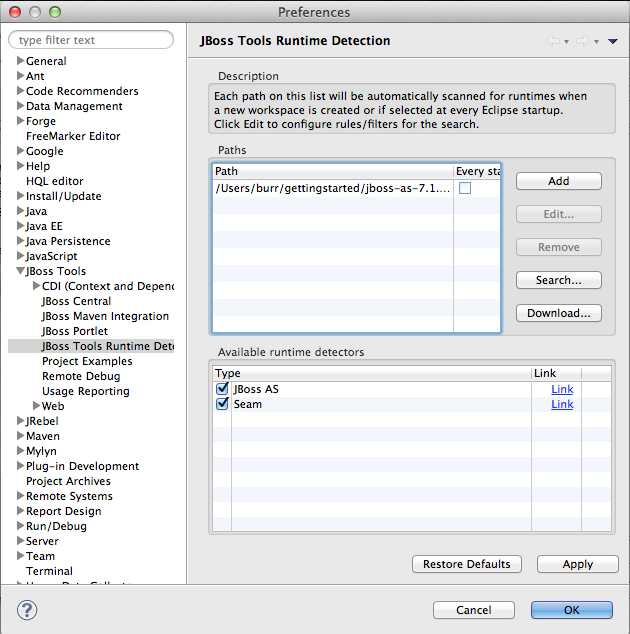 Preferences
type filter text
General
Ant
Code Recommenders
Data Management
Forge
FreeMarker Editor
Google
Help
HQL editor
Install/Update
Java
Java EE
Java Persistence
JavaScript
JBoss Tools
CDI (Context and Depend
JBoss Central
JBoss Maven Integration
JBoss Portlet
JBoss Tools Runtime Dete
Project Examples
Remote Debug
Usage Reporting
Web
JRebel
Maven
Mylyn
Plug-in Development
Project Archives
Remote Systems
Report Design
Run/Debug
Server
Team
Terminal
JBoss Tools Runtime Detection
Description
Each path on this list will be automatically scanned for runtimes when
a new workspace is created or if selected at every Eclipse startup.
Click Edit to configure rules/filters for the search.
Paths
Path Every sta
/Users/burr/gettingstarted/jboss-as-7.1....
Add
Edit...
Remove
Search...
Download...
Available runtime detectors
Type Link
JBoss AS Link
Seam Link
Restore Defaults Apply
? Cancel OK